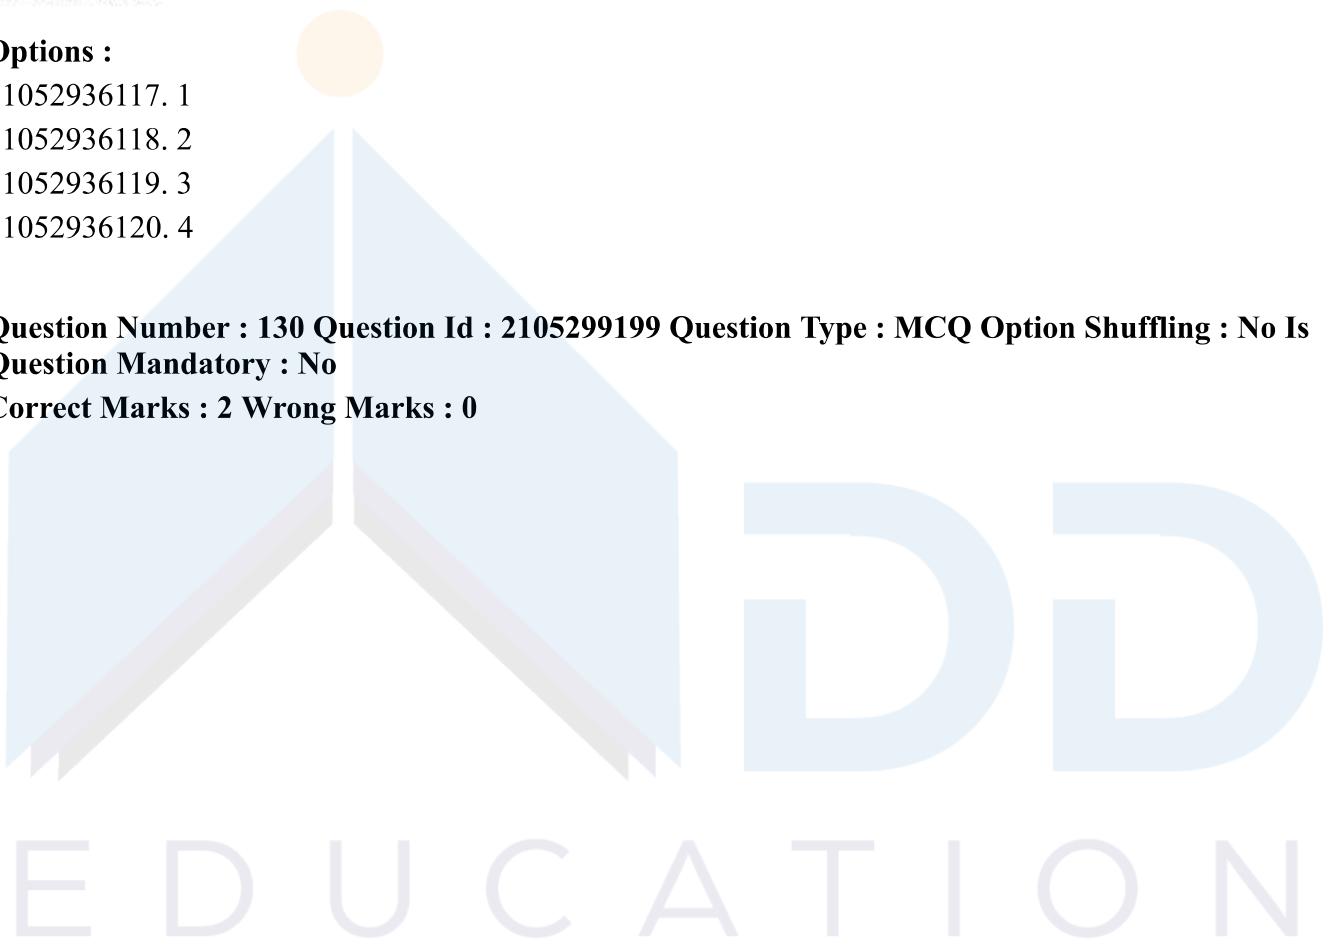 Options :
1052936117. 1
1052936118. 2
1052936119. 3
1052936120. 4
Question Number : 130 Question Id : 2105299199 Question Type : MCQ Option Shuffling : No Is
Question Mandatory : No
Correct Marks : 2 Wrong Marks : 0
DD
EDUCATION